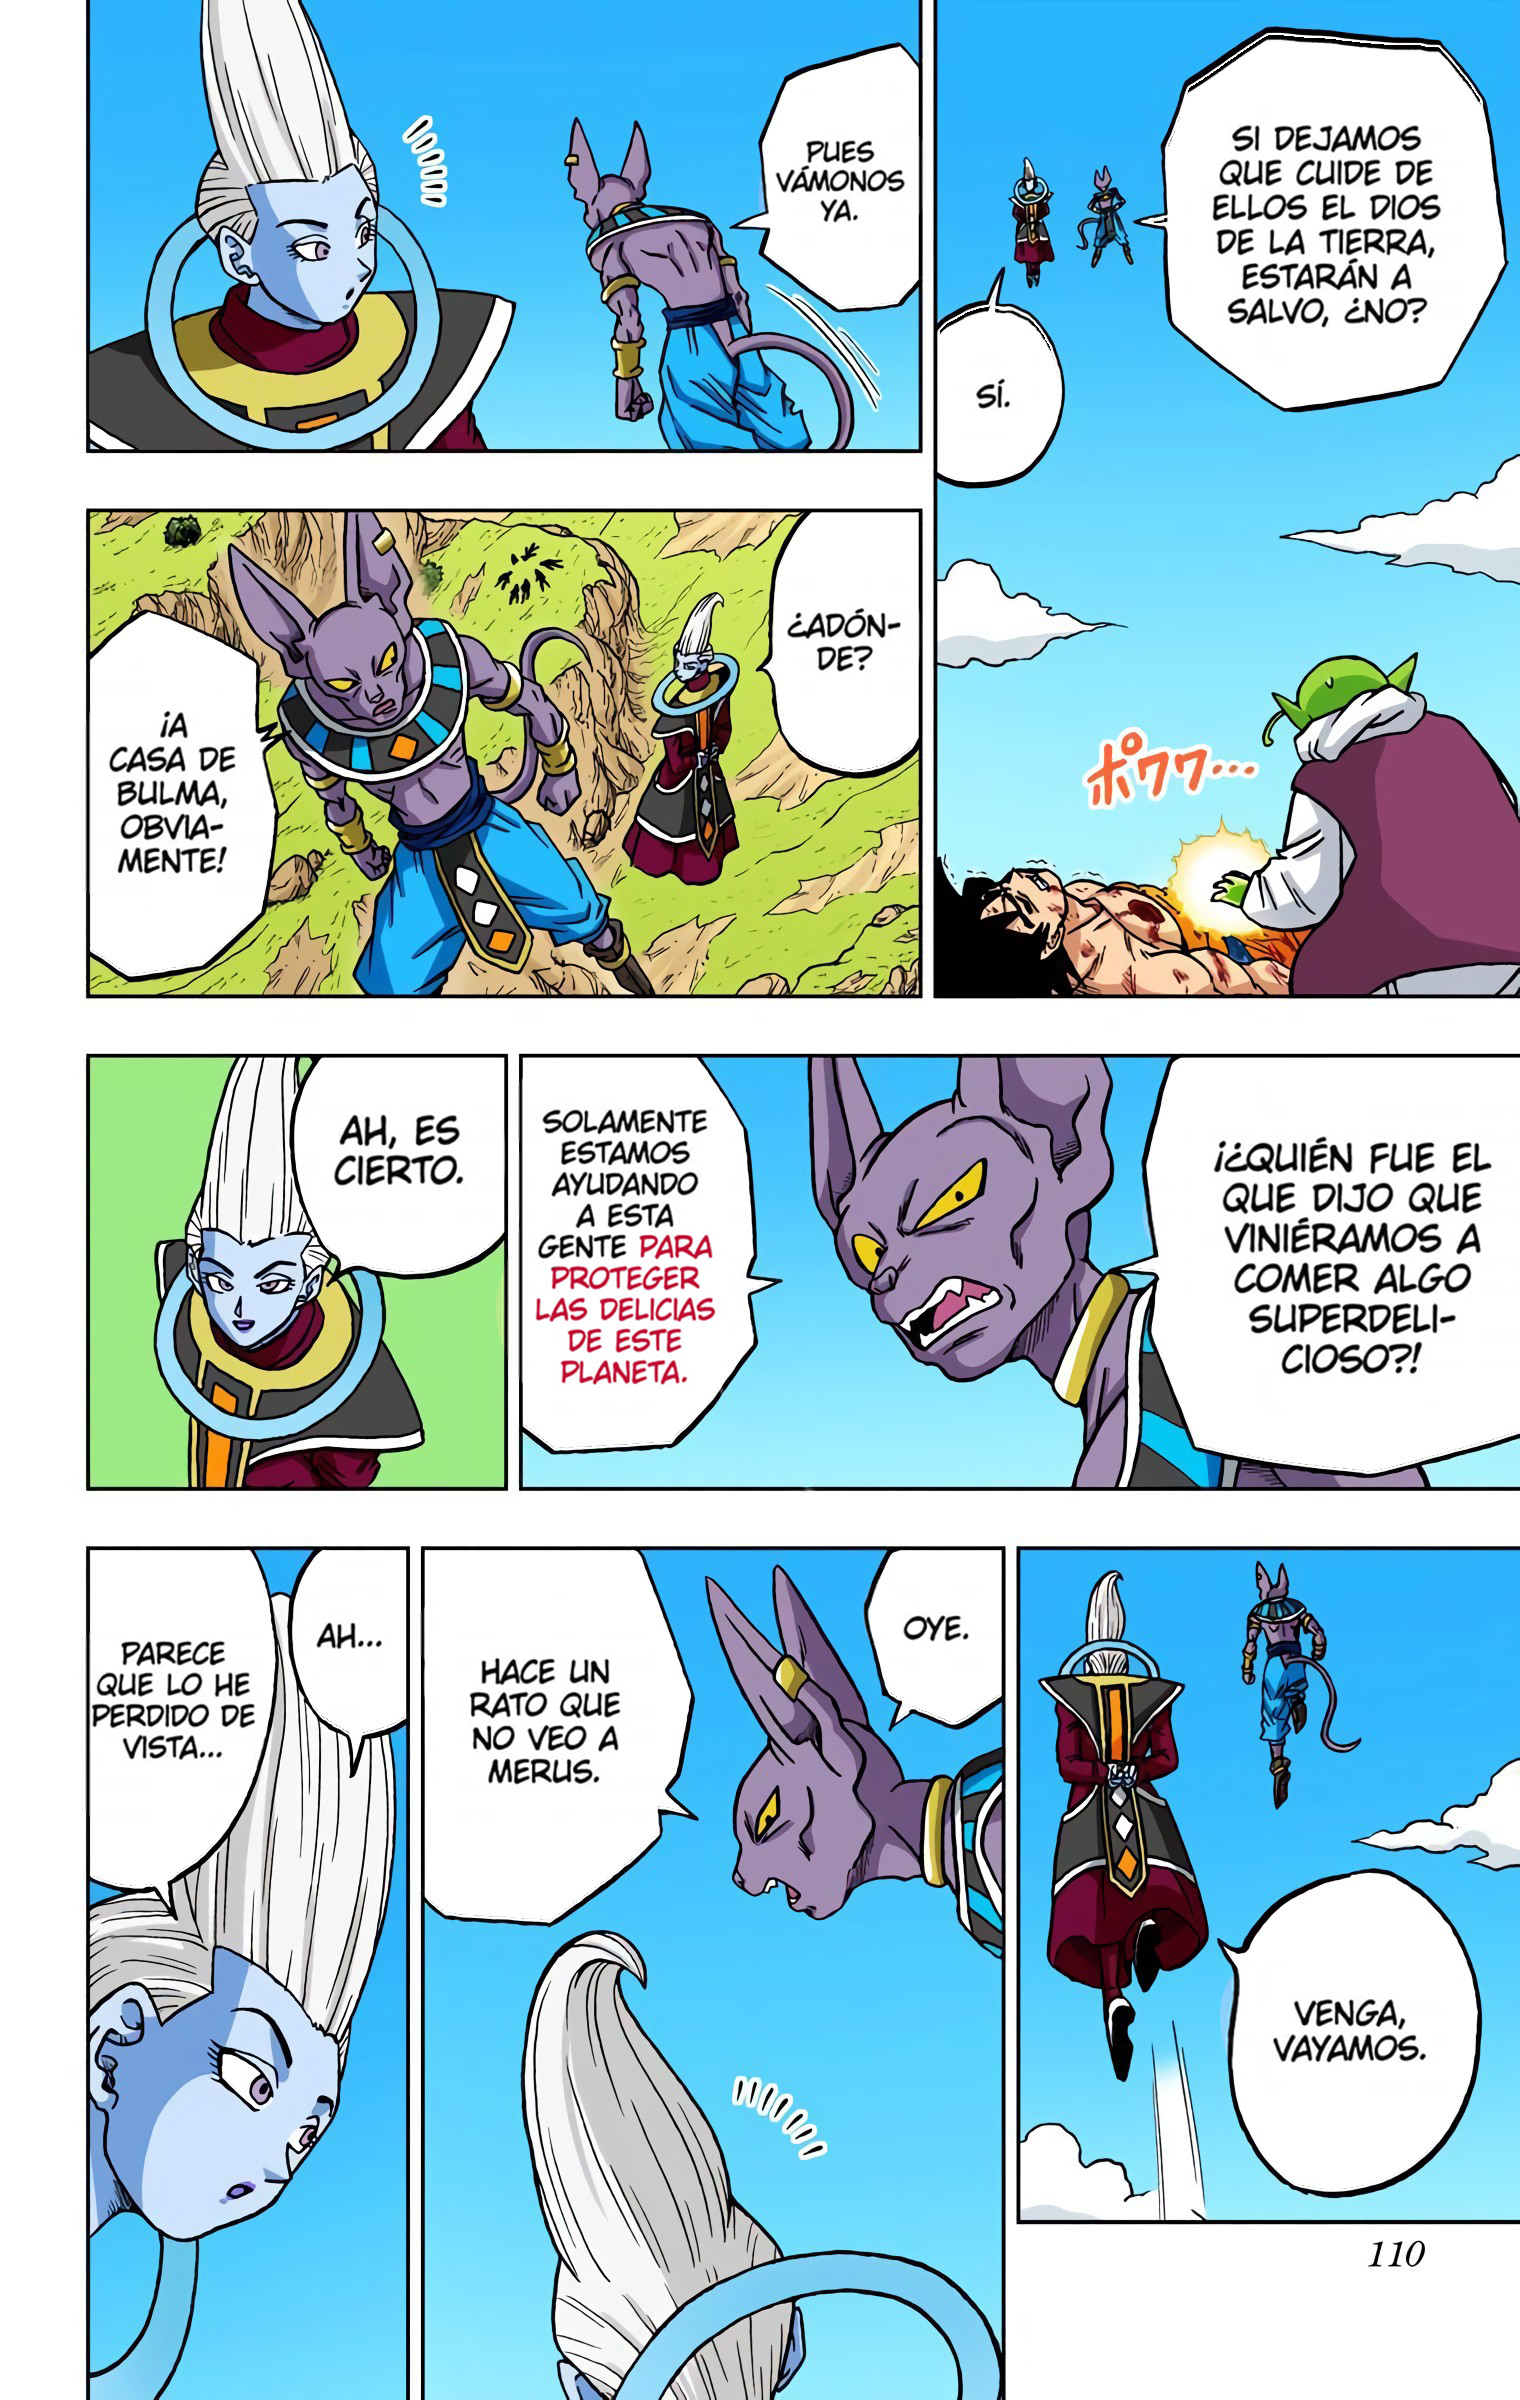 SI DEJAMOS
QUE CUIDE DE
ELLOS EL DIOS
DE LA TIERRA,
ESTARÁN A
SALVO, ¿NO?
SÍ.
ポワワ…
PUES
VÁMONOS
YA.
¿ADÓN-
DE?
¡A
CASA DE
BULMA,
OBVIA-
MENTE!
¡¿QUIÉN FUE EL
QUE DIJO QUE
VINIÉRAMOS A
COMER ALGO
SUPERDELI-
CIOSO?!
SOLAMENTE
ESTAMOS
AYUDANDO
A ESTA
GENTE PARA
PROTEGER
LAS DELICIAS
DE ESTE
PLANETA.
AH, ES
CIERTO.
VENGA,
VAYAMOS.
OYE.
HACE UN
RATO QUE
NO VEO A
MERUS.
AH...
PARECE
QUE LO HE
PERDIDO DE
VISTA...
110